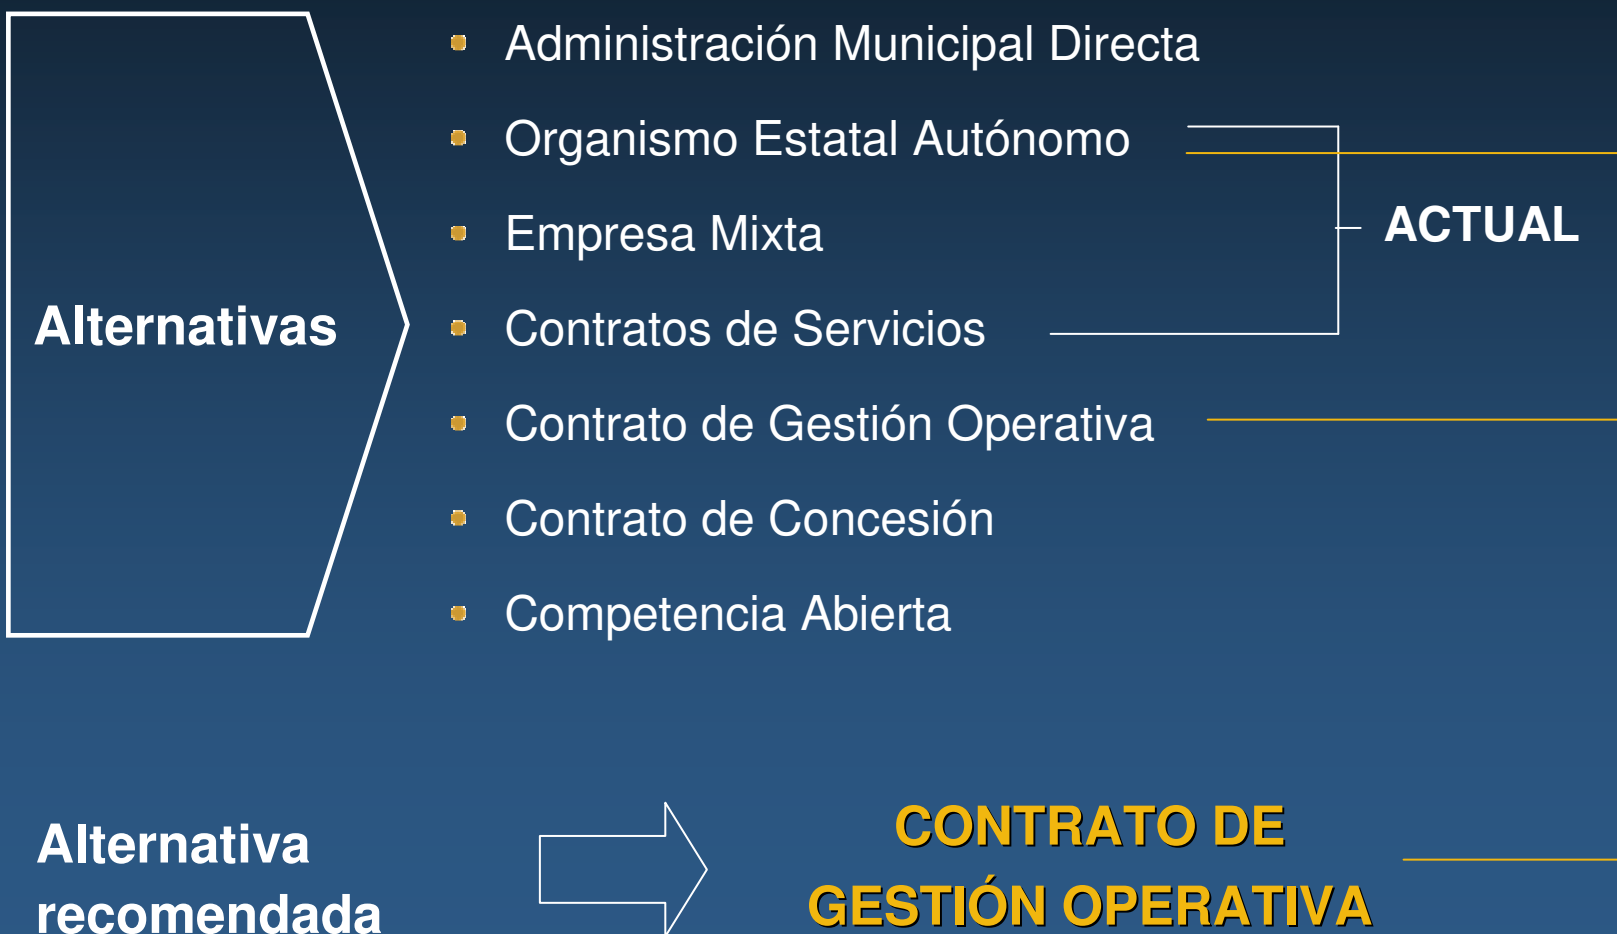 Alternativas
Administración Municipal Directa
Organismo Estatal Autónomo
Empresa Mixta
Contratos de Servicios
Contrato de Gestión Operativa
Contrato de Concesión
Competencia Abierta
ACTUAL
Alternativa
recomendada
CONTRATO DE
GESTIÓN OPERATIVA